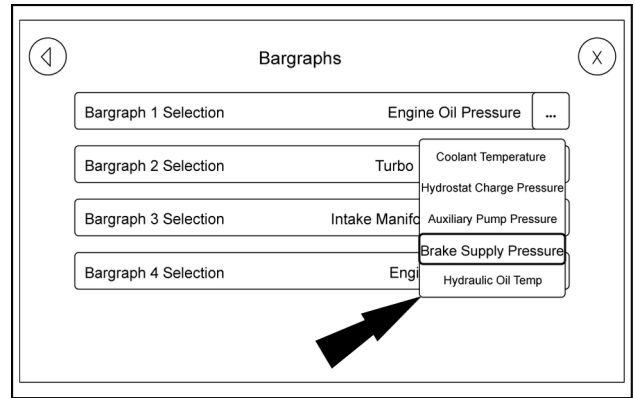 Bargraphs
X
Bargraph 1 Selection Engine Oil Pressure ...
Bargraph 2 Selection Turbo
Bargraph 3 Selection Intake Manifo
Bargraph 4 Selection Engi
Coolant Temperature
Hydrostat Charge Pressure
Auxiliary Pump Pressure
Brake Supply Pressure
Hydraulic Oil Temp